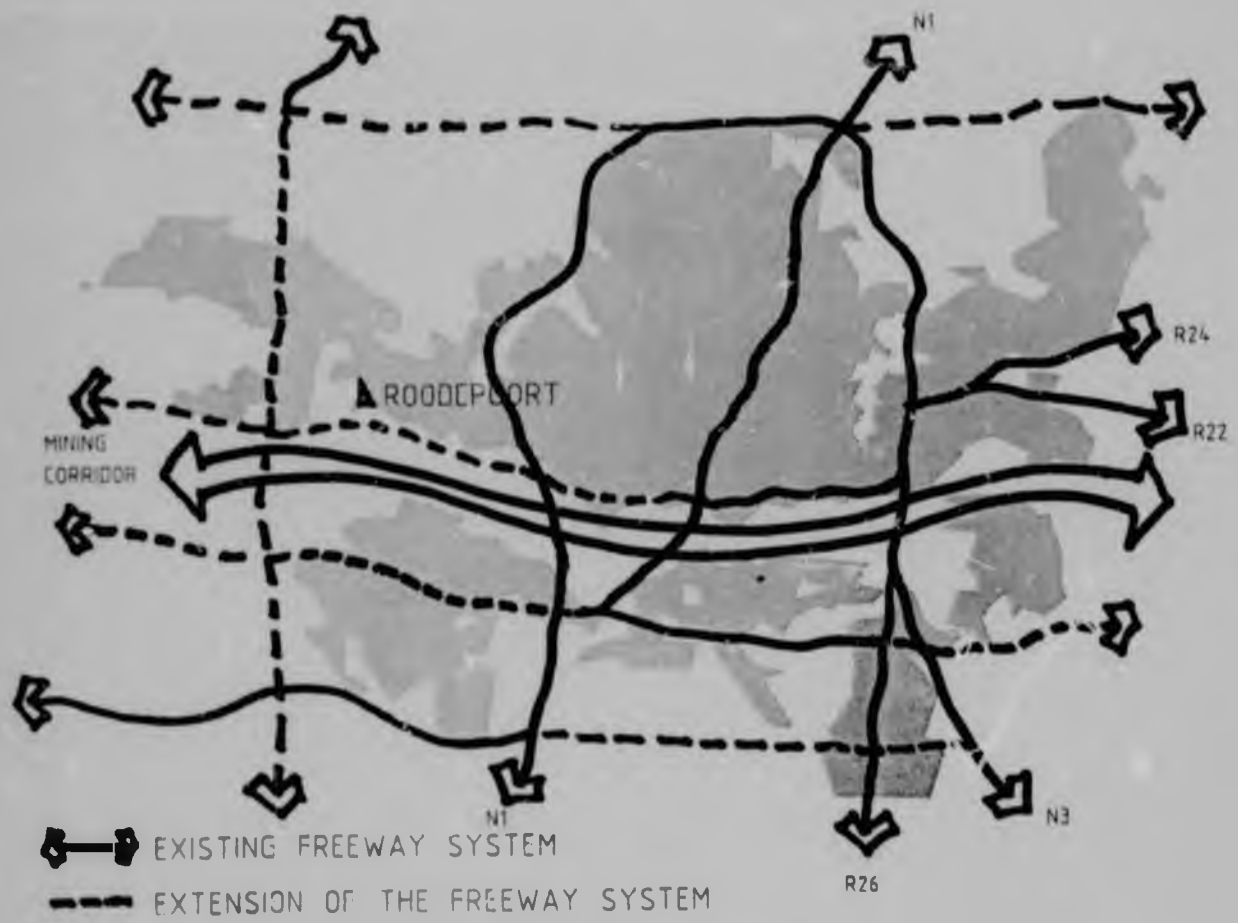 N1
R24
ROODEPOORT
R22
MINING
CORRIDOR
N1
N3
EXISTING FREEWAY SYSTEM
R26
EXTENSION OF THE FREEWAY SYSTEM